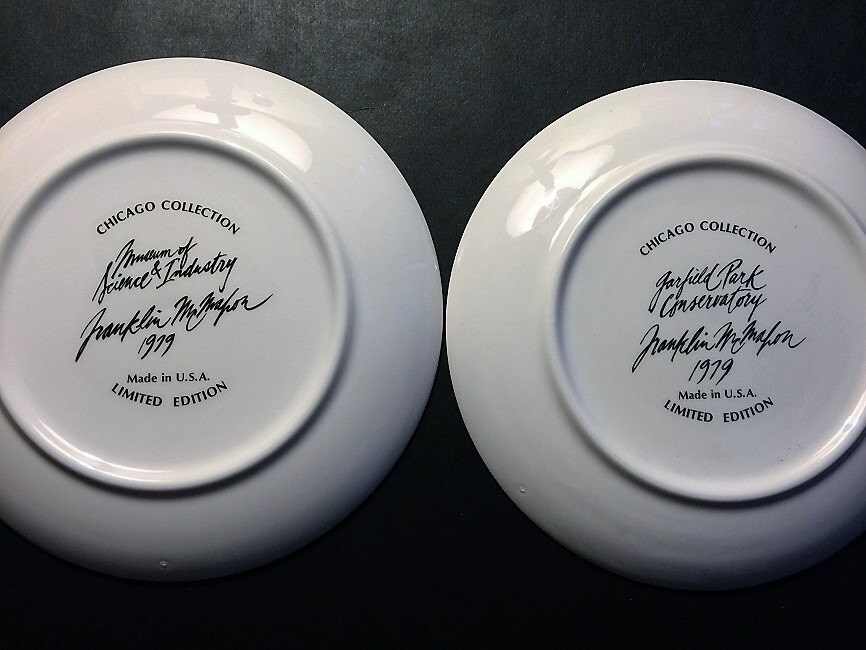 CHICAGO COLLECTION
Museum of
Science & Industry
Franklin McMahon
1979
Made in U.S.A.
LIMITED EDITION
CHICAGO COLLECTION
Garfield Park
Conservatory
Franklin McMahon
1979
Made in U.S.A.
LIMITED EDITION